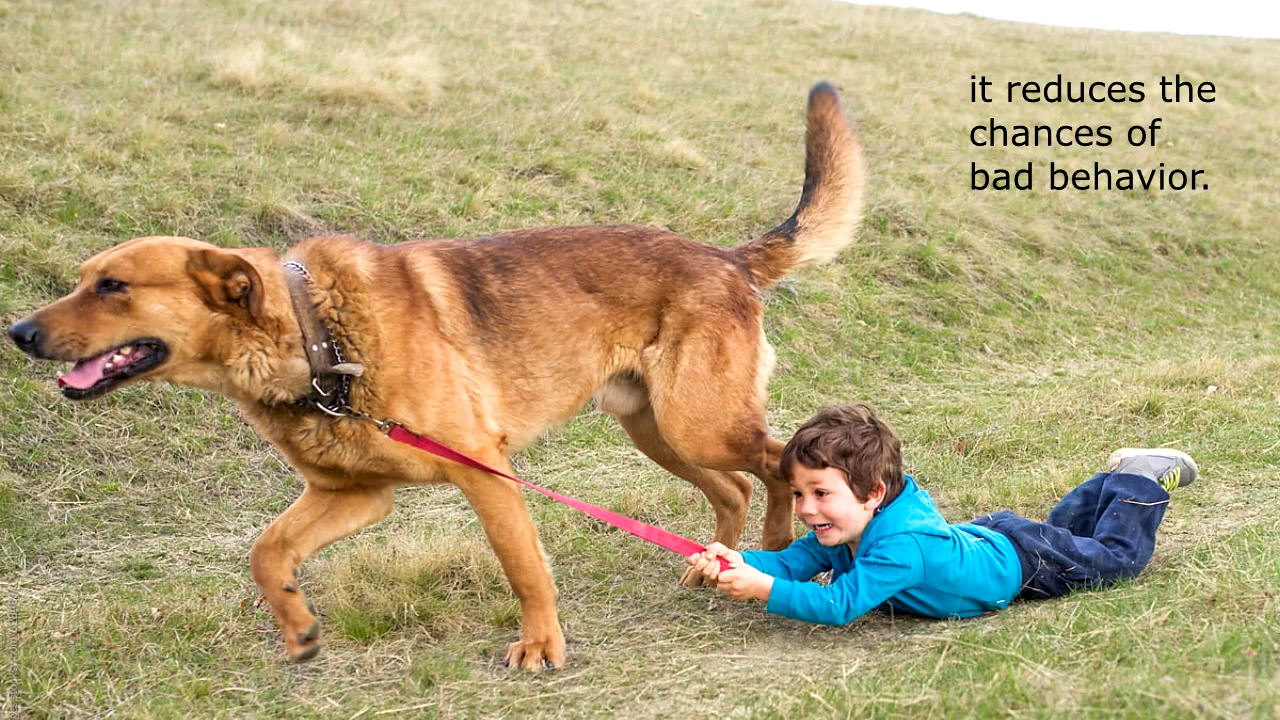 it reduces the
chances of
bad behavior.